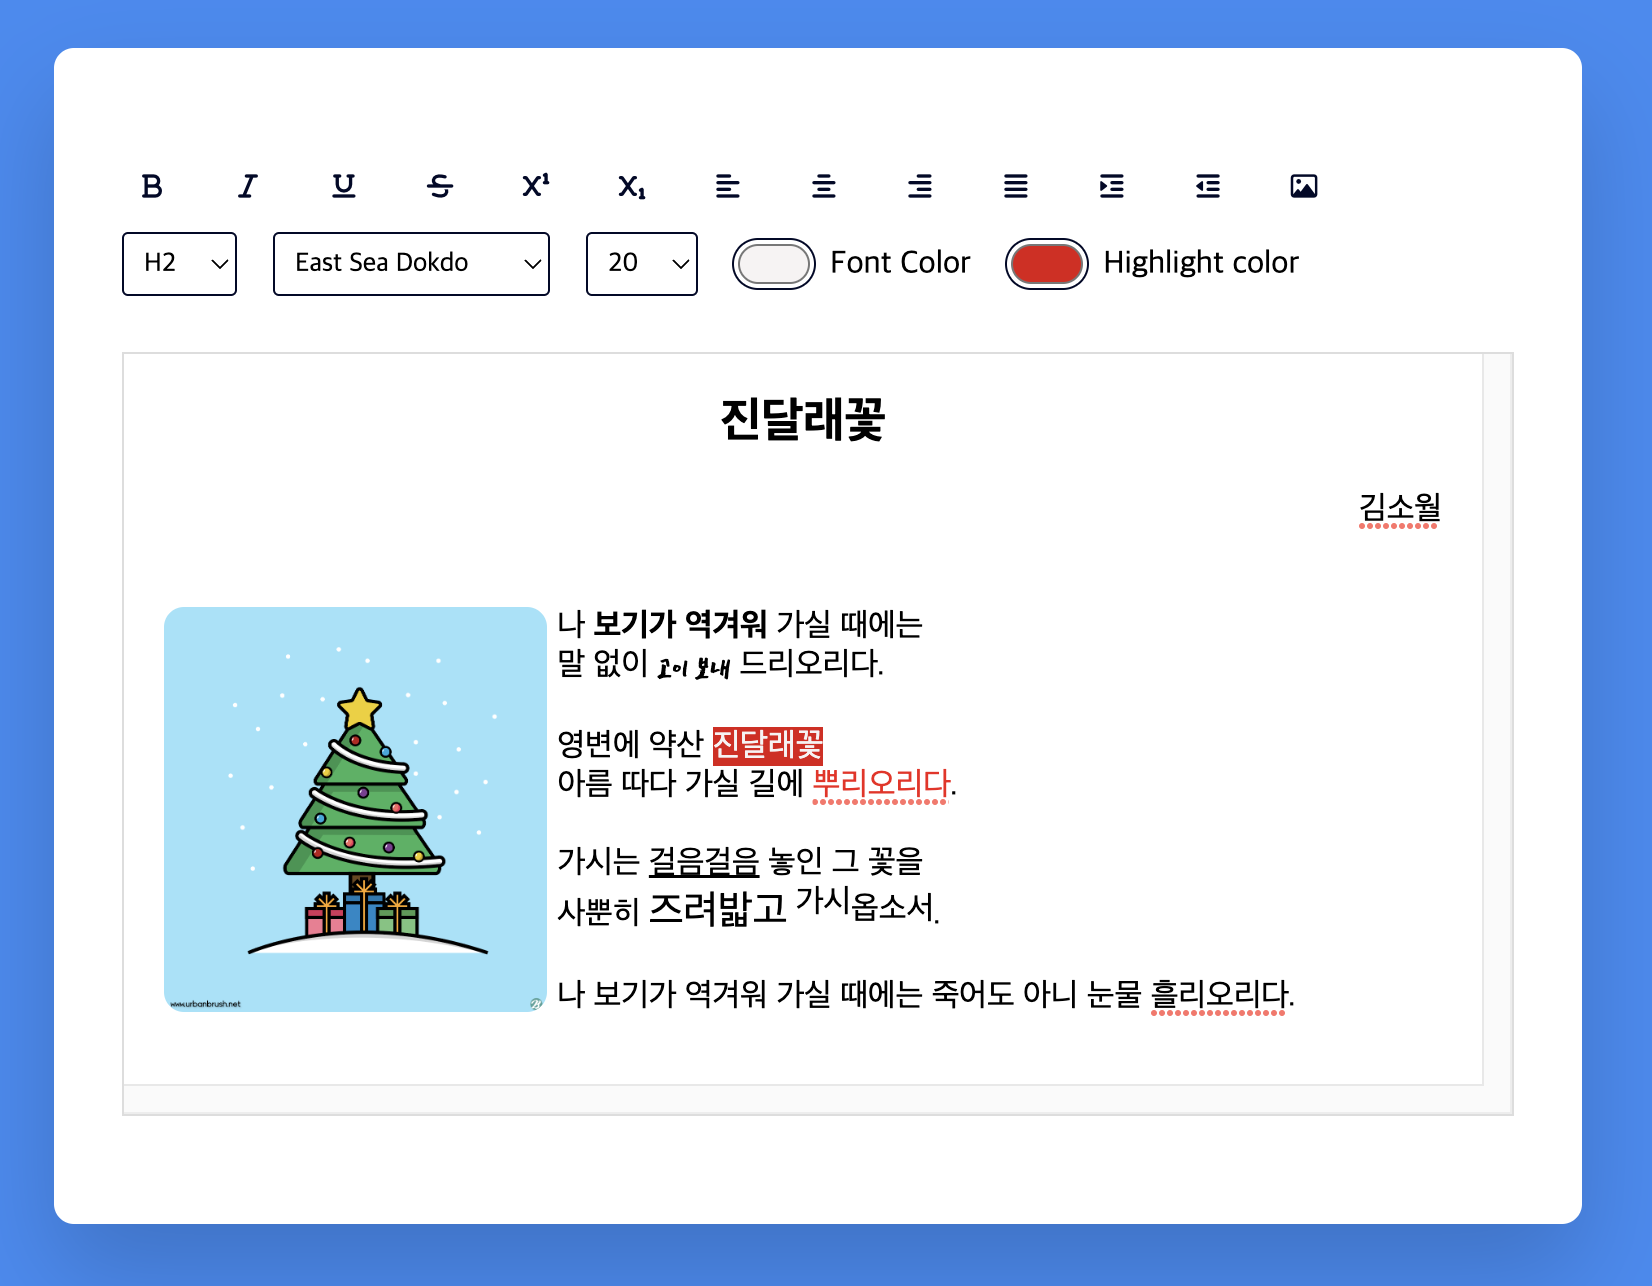 B I U S X¹ X₁
H2 East Sea Dokdo 20 Font Color Highlight color
진달래꽃
김소월
나 보기가 역겨워 가실 때에는
말 없이 고이 보내 드리오리다.
영변에 약산 진달래꽃
아름 따다 가실 길에 뿌리오리다.
가시는 걸음걸음 놓인 그 꽃을
사뿐히 즈려밟고 가시옵소서.
나 보기가 역겨워 가실 때에는 죽어도 아니 눈물 흘리오리다.
www.urbanbrush.net